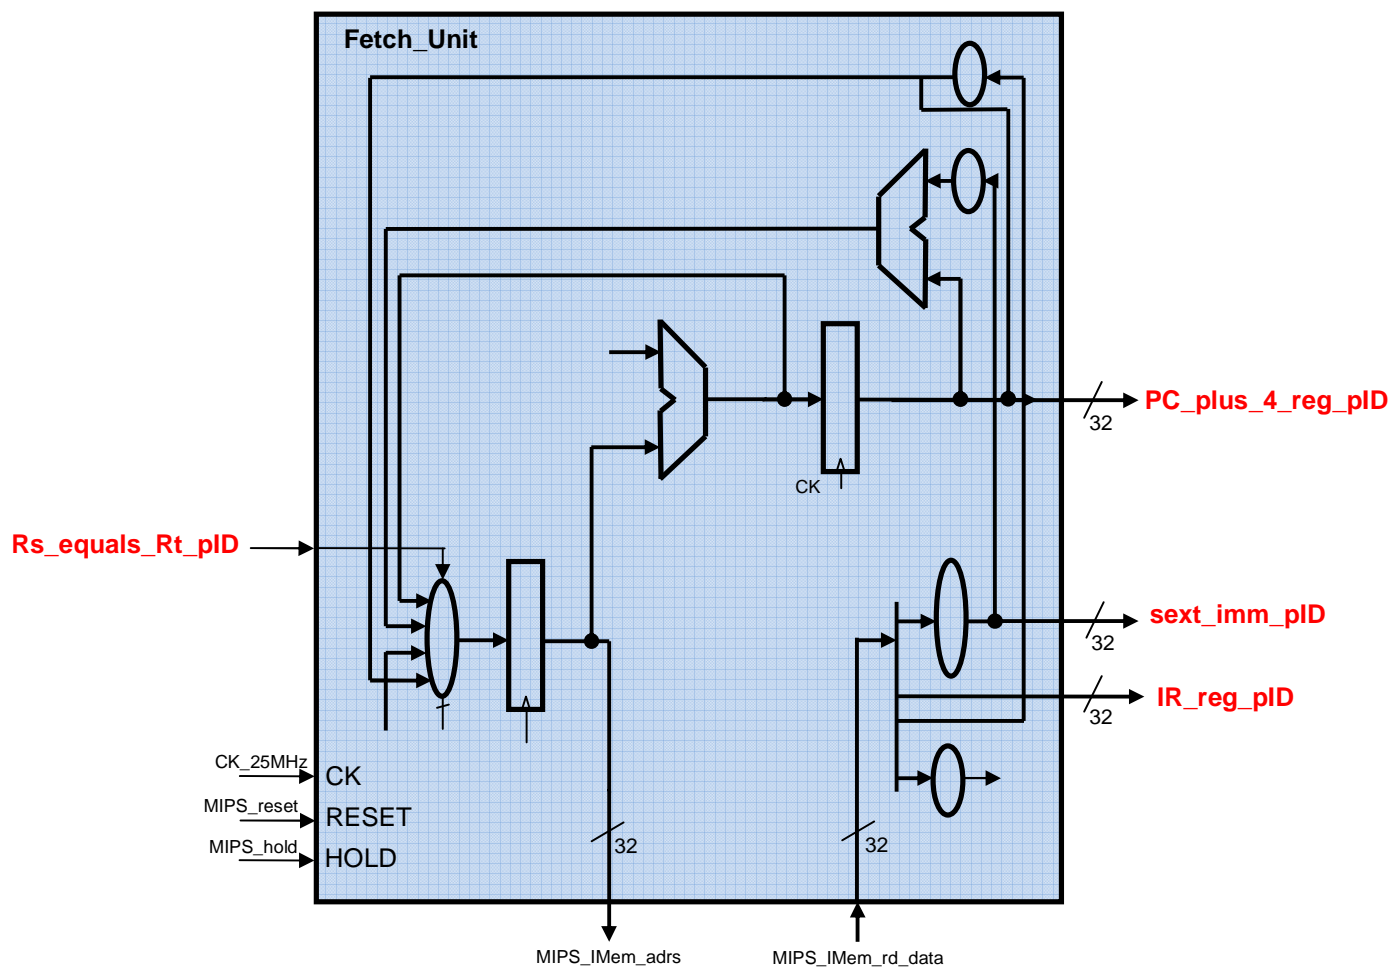 Fetch_Unit
PC_plus_4_reg_pID
32
CK
Rs_equals_Rt_pID
sext_imm_pID
32
IR_reg_pID
32
CK_25MHz
CK
MIPS_reset
RESET
MIPS_hold
HOLD
32
32
MIPS_IMem_adrs
MIPS_IMem_rd_data